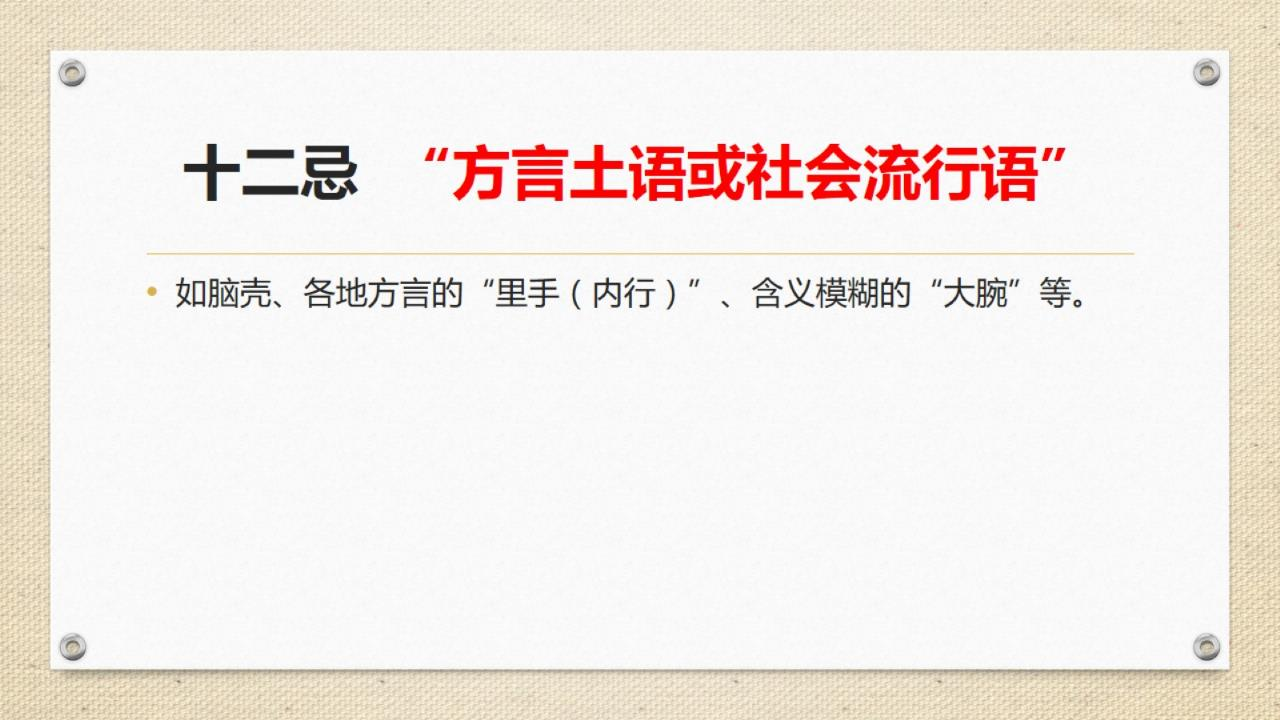 十二忌 “方言土语或社会流行语”
• 如脑壳、各地方言的“里手（内行）”、含义模糊的“大腕”等。